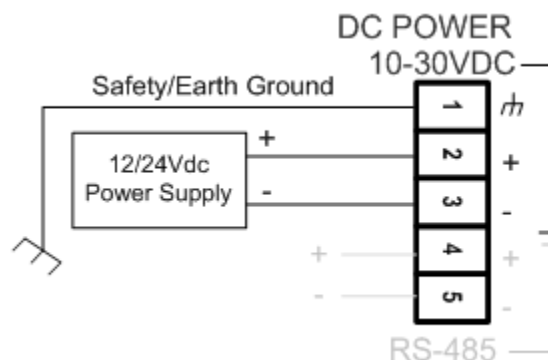 DC POWER
10-30VDC
Safety/Earth Ground
1
+
12/24Vdc
Power Supply
2
+
-
3
-
+
4
+
-
5
-
RS-485